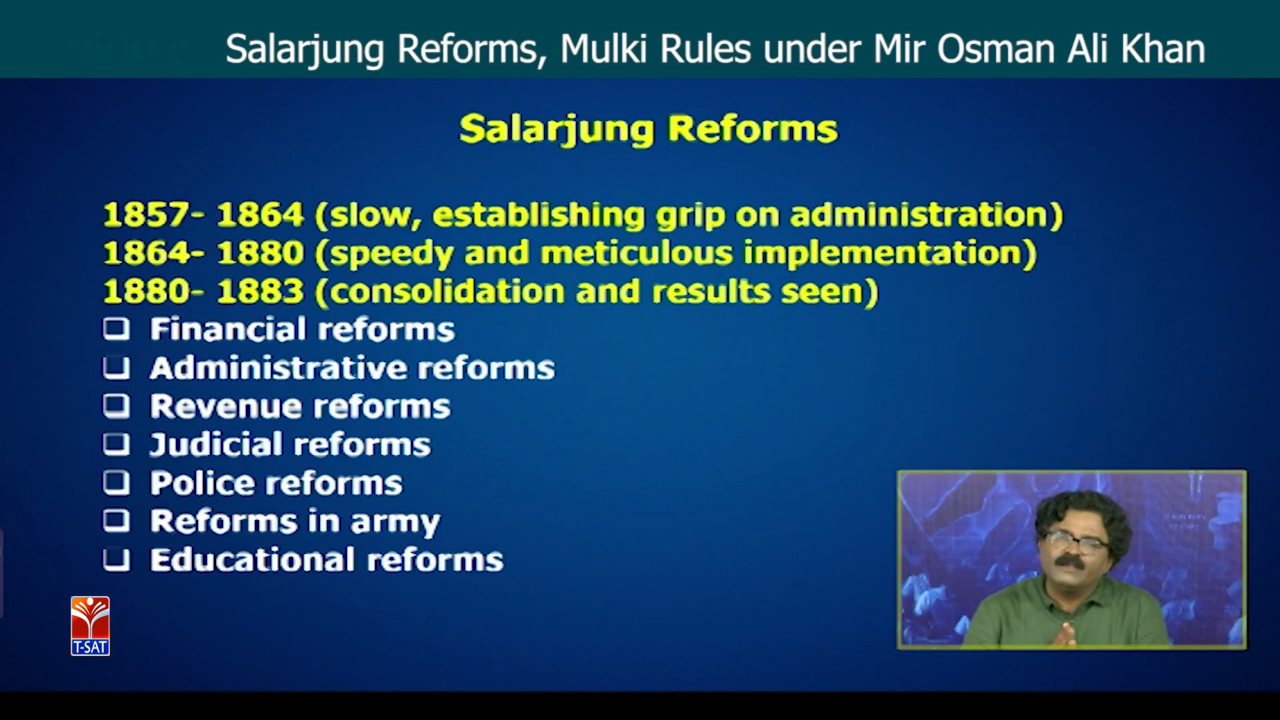 Salarjung Reforms, Mulki Rules under Mir Osman Ali Khan
Salarjung Reforms
1857- 1864 (slow, establishing grip on administration)
1864- 1880 (speedy and meticulous implementation)
1880- 1883 (consolidation and results seen)
❑ Financial reforms
❑ Administrative reforms
❑ Revenue reforms
❑ Judicial reforms
❑ Police reforms
❑ Reforms in army
❑ Educational reforms
T-SAT